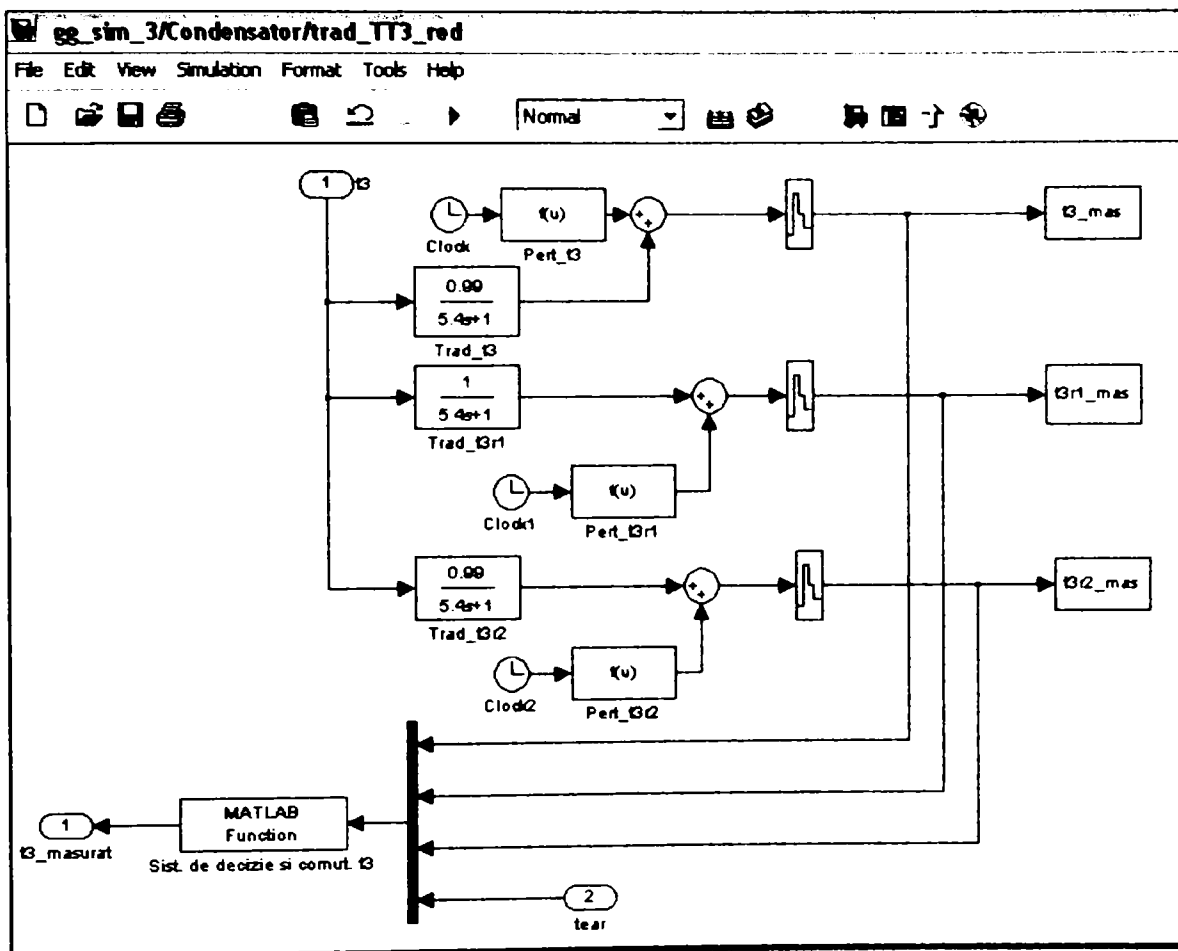 gg_sim_3/Condensator/trad_TT3_red
File Edit View Simulation Format Tools Help
Normal
1
t3
Clock
f(u)
Pert_t3
t3_mas
0.99
5.4s+1
Trad_t3
1
5.4s+1
Trad_t3r1
t3r1_mas
Clock1
f(u)
Pert_t3r1
0.99
5.4s+1
Trad_t3r2
t3r2_mas
Clock2
f(u)
Pert_t3r2
MATLAB
Function
Sist. de decizie si comut. t3
1
t3_masurat
2
tear